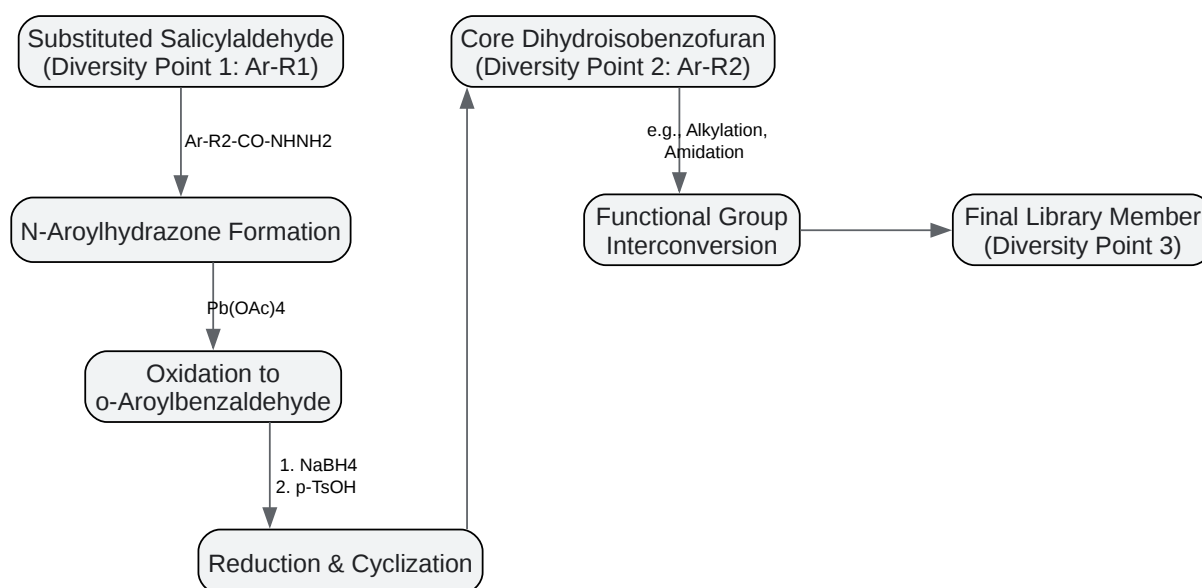 Substituted Salicylaldehyde
(Diversity Point 1: Ar-R1)
Ar-R2-CO-NHNH2
N-Aroylhydrazone Formation
Pb(OAc)4
Oxidation to
o-Aroylbenzaldehyde
1. NaBH4
2. p-TsOH
Reduction & Cyclization
Core Dihydroisobenzofuran
(Diversity Point 2: Ar-R2)
e.g., Alkylation,
Amidation
Functional Group
Interconversion
Final Library Member
(Diversity Point 3)